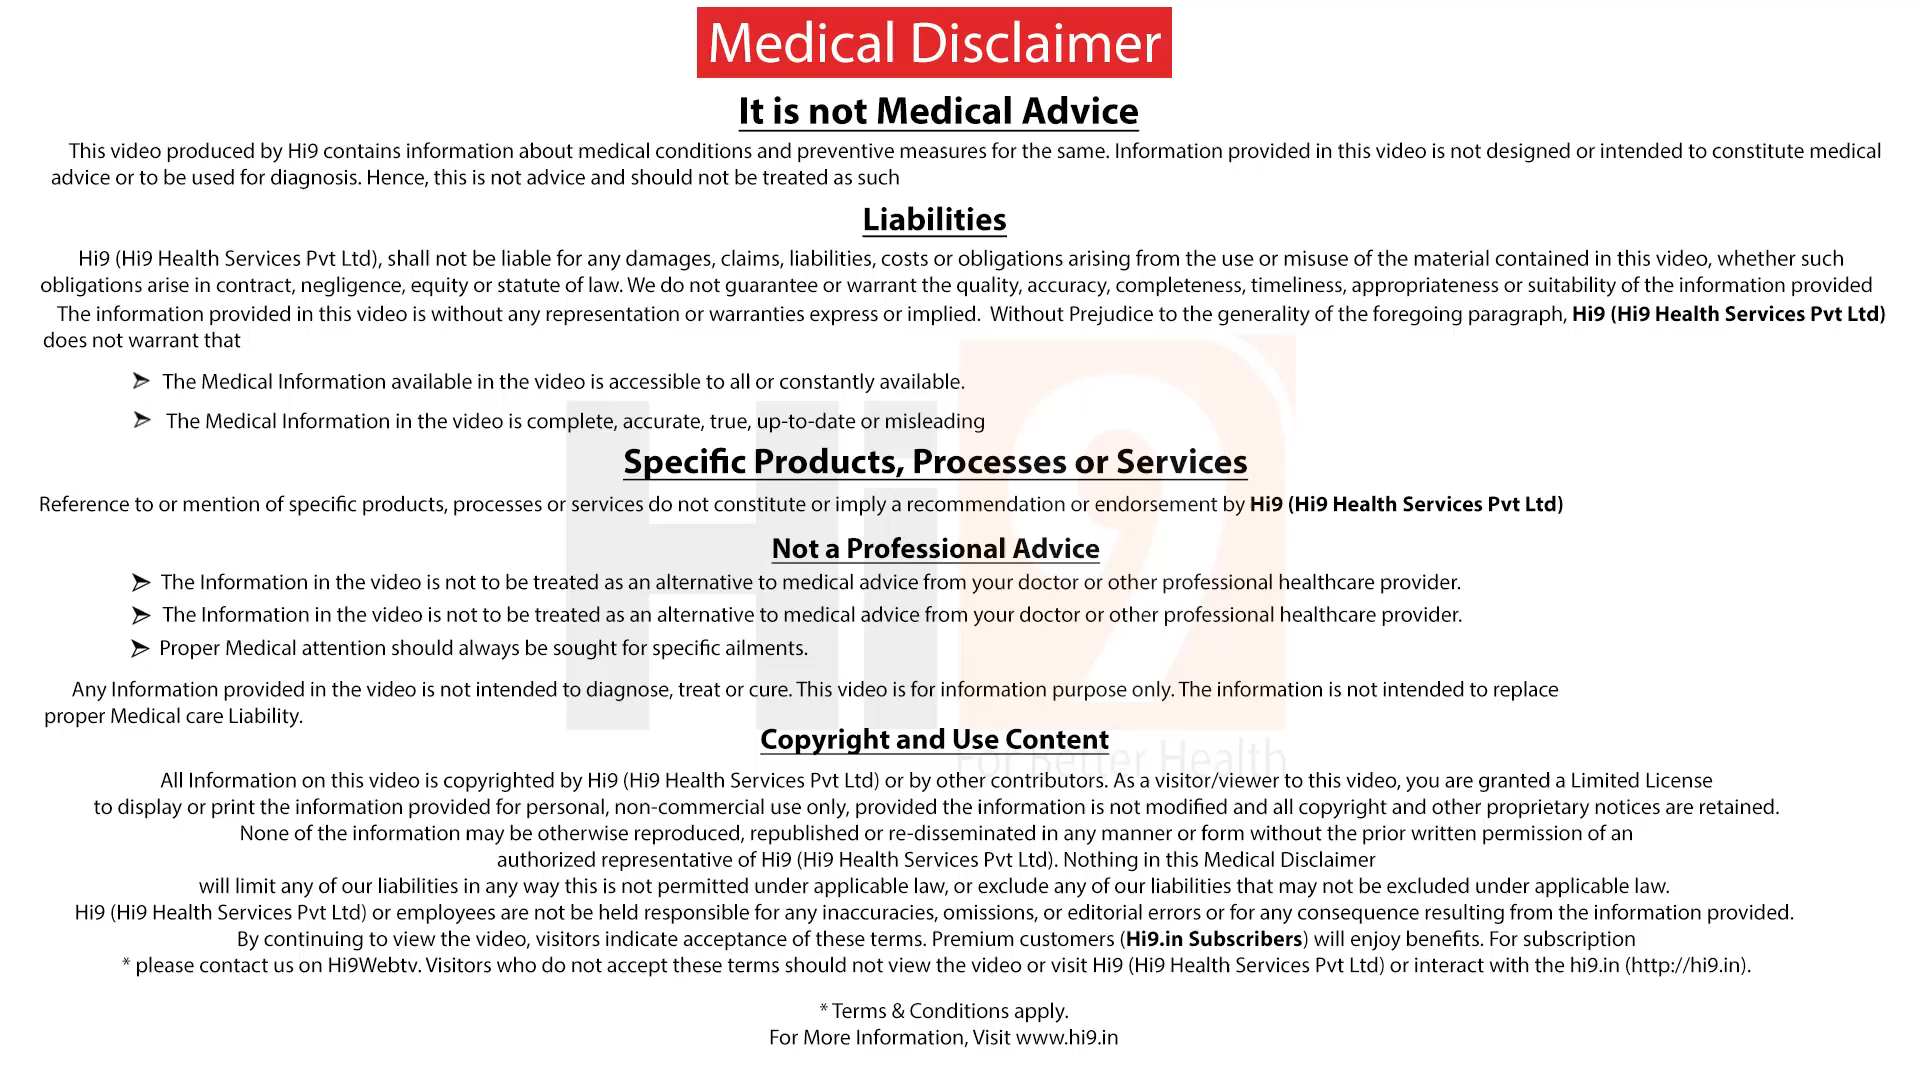 Medical Disclaimer
It is not Medical Advice
This video produced by Hi9 contains information about medical conditions and preventive measures for the same. Information provided in this video is not designed or intended to constitute medical
advice or to be used for diagnosis. Hence, this is not advice and should not be treated as such
Liabilities
Hi9 (Hi9 Health Services Pvt Ltd), shall not be liable for any damages, claims, liabilities, costs or obligations arising from the use or misuse of the material contained in this video, whether such
obligations arise in contract, negligence, equity or statute of law. We do not guarantee or warrant the quality, accuracy, completeness, timeliness, appropriateness or suitability of the information provided
The information provided in this video is without any representation or warranties express or implied. Without Prejudice to the generality of the foregoing paragraph, Hi9 (Hi9 Health Services Pvt Ltd)
does not warrant that
➤ The Medical Information available in the video is accessible to all or constantly available.
➤ The Medical Information in the video is complete, accurate, true, up-to-date or misleading
Specific Products, Processes or Services
Reference to or mention of specific products, processes or services do not constitute or imply a recommendation or endorsement by Hi9 (Hi9 Health Services Pvt Ltd)
Not a Professional Advice
➤ The Information in the video is not to be treated as an alternative to medical advice from your doctor or other professional healthcare provider.
➤ The Information in the video is not to be treated as an alternative to medical advice from your doctor or other professional healthcare provider.
➤ Proper Medical attention should always be sought for specific ailments.
Any Information provided in the video is not intended to diagnose, treat or cure. This video is for information purpose only. The information is not intended to replace
proper Medical care Liability.
Hi9
For Better Health
Copyright and Use Content
All Information on this video is copyrighted by Hi9 (Hi9 Health Services Pvt Ltd) or by other contributors. As a visitor/viewer to this video, you are granted a Limited License
to display or print the information provided for personal, non-commercial use only, provided the information is not modified and all copyright and other proprietary notices are retained.
None of the information may be otherwise reproduced, republished or re-disseminated in any manner or form without the prior written permission of an
authorized representative of Hi9 (Hi9 Health Services Pvt Ltd). Nothing in this Medical Disclaimer
will limit any of our liabilities in any way this is not permitted under applicable law, or exclude any of our liabilities that may not be excluded under applicable law.
Hi9 (Hi9 Health Services Pvt Ltd) or employees are not be held responsible for any inaccuracies, omissions, or editorial errors or for any consequence resulting from the information provided.
By continuing to view the video, visitors indicate acceptance of these terms. Premium customers (Hi9.in Subscribers) will enjoy benefits. For subscription
* please contact us on Hi9Webtv. Visitors who do not accept these terms should not view the video or visit Hi9 (Hi9 Health Services Pvt Ltd) or interact with the hi9.in (http://hi9.in).
* Terms & Conditions apply.
For More Information, Visit www.hi9.in